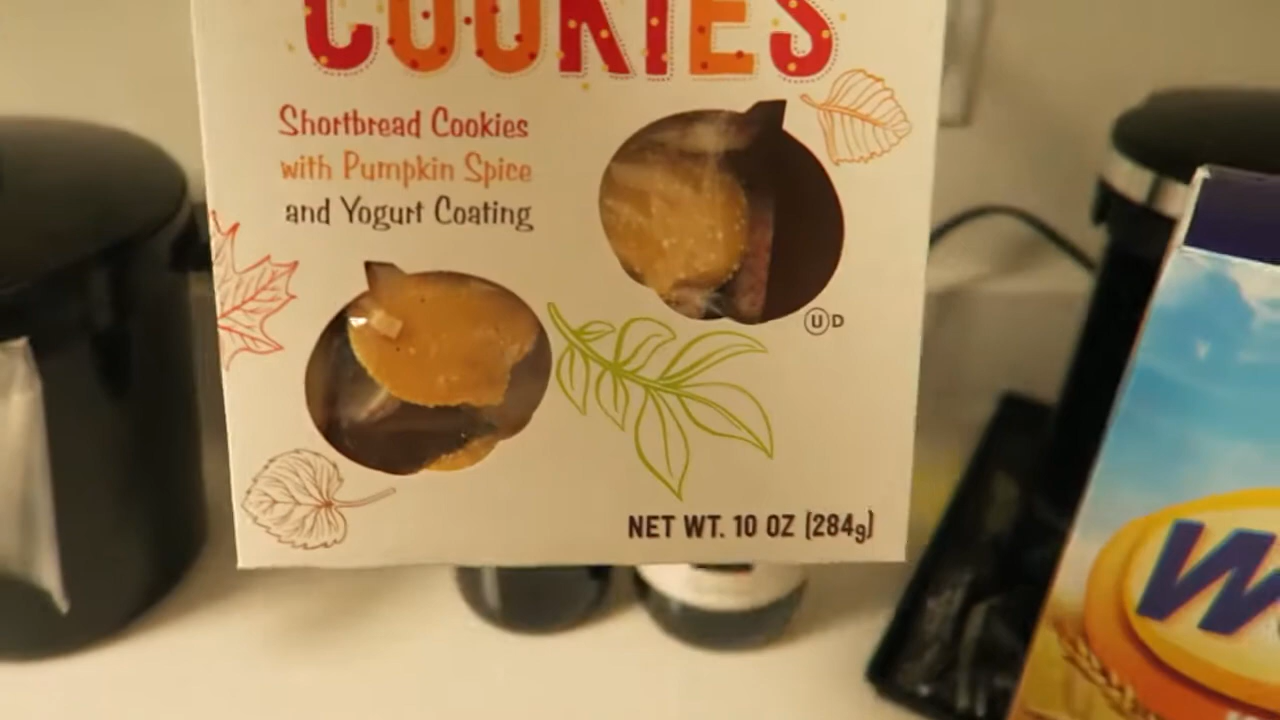 COOKIES
Shortbread Cookies
with Pumpkin Spice
and Yogurt Coating
U D
NET WT. 10 OZ (284g)
W